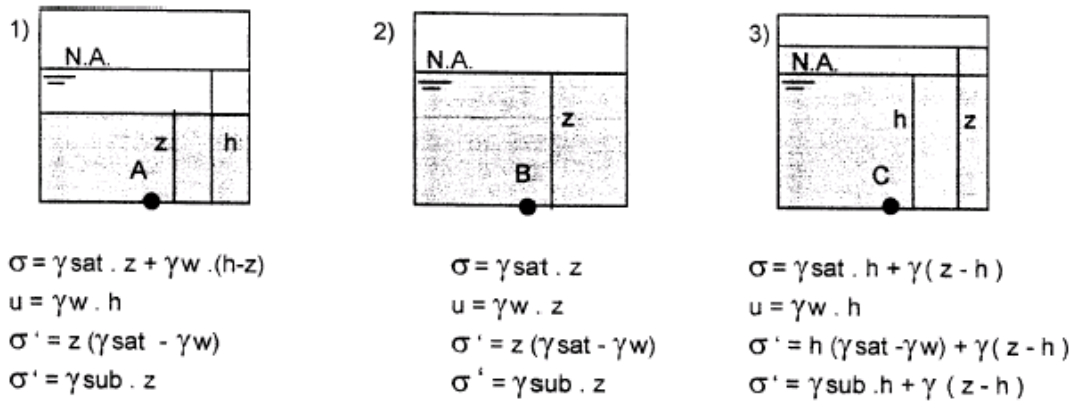 1)
N.A.
z
h
A
2)
N.A.
z
B
3)
N.A.
h
z
C
σ = γsat . z + γw .(h-z)
u = γw . h
σ ' = z (γsat - γw)
σ' = γsub . z
σ = γsat . z
u = γw . z
σ ' = z (γsat - γw)
σ ' = γsub . z
σ = γsat . h + γ( z - h )
u = γw . h
σ ' = h (γsat -γw) + γ( z - h )
σ' = γsub .h + γ ( z - h )